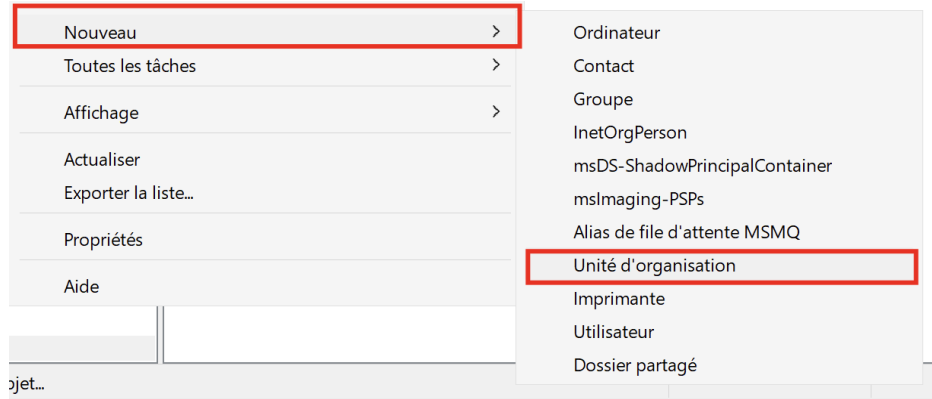 Nouveau
Toutes les tâches
Affichage
Actualiser
Exporter la liste...
Propriétés
Aide
Ordinateur
Contact
Groupe
InetOrgPerson
msDS-ShadowPrincipalContainer
msImaging-PSPs
Alias de file d'attente MSMQ
Unité d'organisation
Imprimante
Utilisateur
Dossier partagé
ojet...